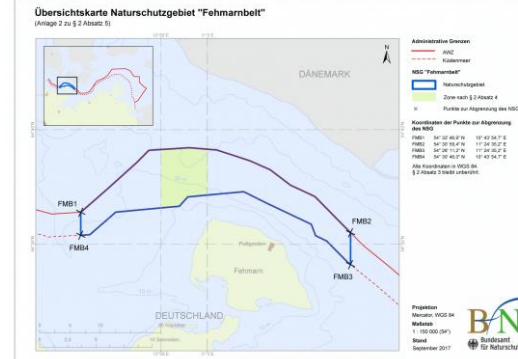 Übersichtskarte Naturschutzgebiet "Fehmarnbelt"
(Anlage 2 zu § 2 Absatz 5)
DÄNEMARK
FMB1
FMB4
FMB2
FMB3
Puttgarden
Fehmarn
DEUTSCHLAND
N
Administrative Grenzen
AWZ
Küstenmeer
NSG "Fehmarnbelt"
Naturschutzgebiet
Zone nach § 2 Absatz 4
Punkte zur Abgrenzung des NSG
Koordinaten der Punkte zur Abgrenzung
des NSG
FMB1
FMB2
FMB3
FMB4
Alle Koordinaten in WGS 84.
§ 2 Absatz 3 bleibt unberührt.
Projektion
Mercator, WGS 84
Maßstab
1 : 150 000 (54°)
Stand
September 2017
BfN
Bundesamt
für Naturschutz